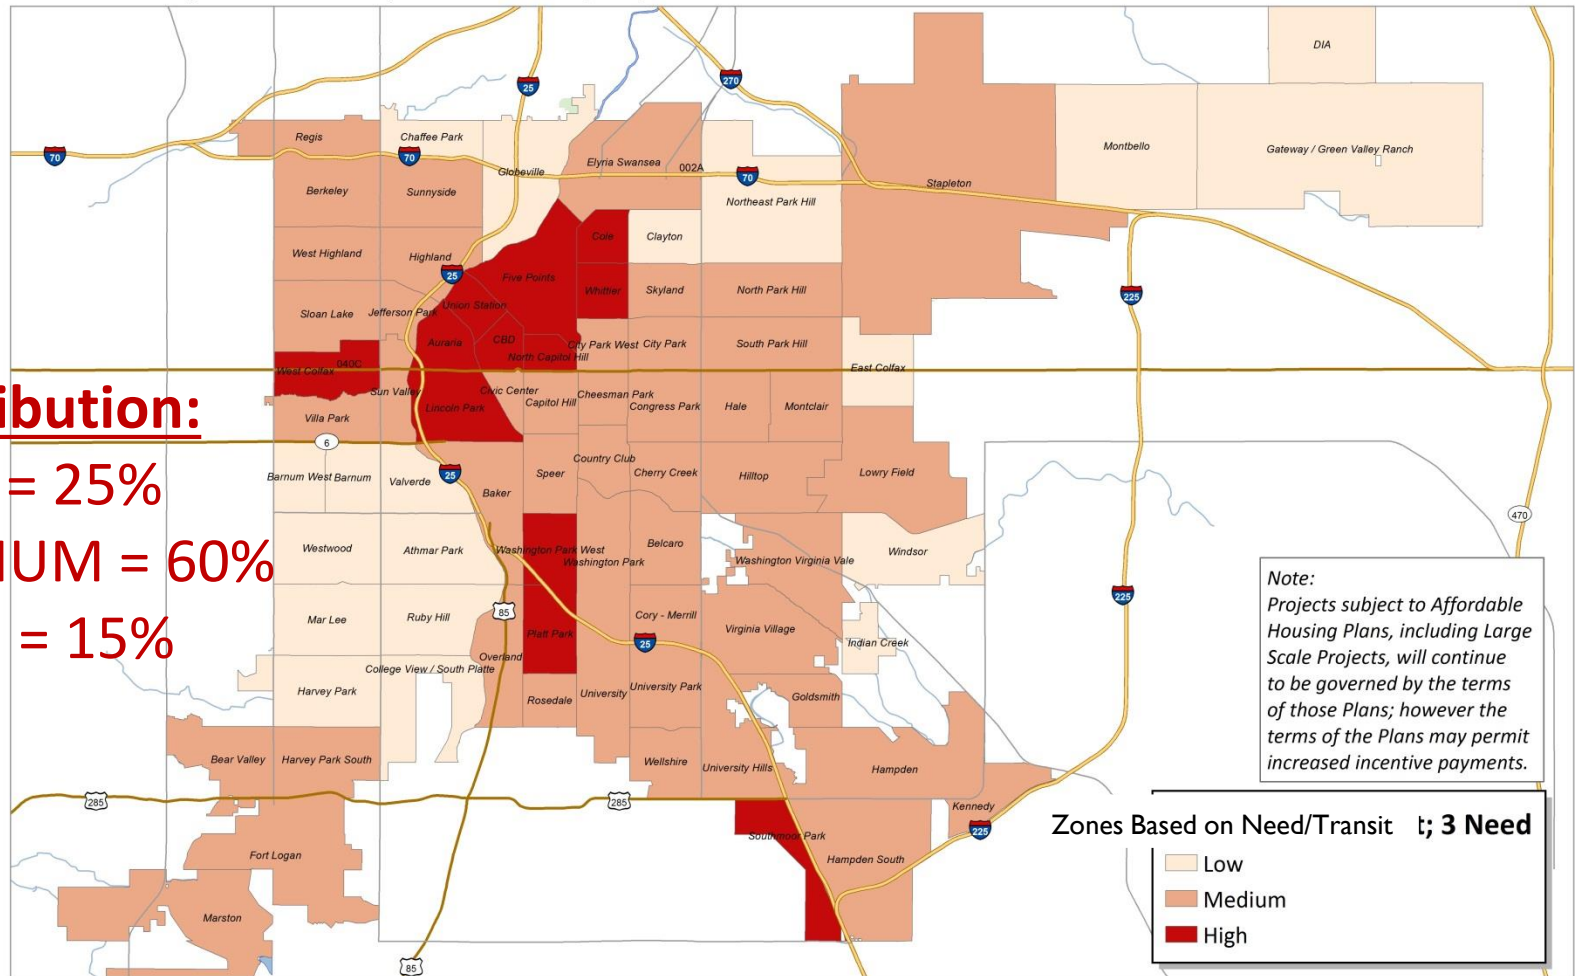 DIA
25
270
Regis
Chaffee Park
70
70
Globeville
Elyria Swansea
002A
70
Montbello
Gateway / Green Valley Ranch
Berkeley
Sunnyside
Northeast Park Hill
Stapleton
West Highland
Highland
Cole
Clayton
25
Five Points
Whittier
Skyland
North Park Hill
225
Sloan Lake
Jefferson Park
Union Station
Auraria
CBD
North Capitol Hill
City Park West
City Park
South Park Hill
West Colfax
040C
East Colfax
Sun Valley
Civic Center
Cheesman Park
Lincoln Park
Capitol Hill
Congress Park
Hale
Montclair
Villa Park
6
ibution:
= 25%
IUM = 60%
= 15%
Barnum West
Barnum
Valverde
25
Baker
Speer
Country Club
Cherry Creek
Hilltop
Lowry Field
470
Westwood
Athmar Park
Washington Park West
Washington Park
Belcaro
Washington Virginia Vale
Windsor
85
225
Mar Lee
Ruby Hill
Platt Park
Cory - Merrill
25
Virginia Village
Indian Creek
College View / South Platte
Overland
Harvey Park
Rosedale
University
University Park
Goldsmith
Bear Valley
Harvey Park South
Wellshire
University Hills
Hampden
285
285
Kennedy
225
Southmoor Park
Hampden South
Fort Logan
Marston
85
Note:
Projects subject to Affordable
Housing Plans, including Large
Scale Projects, will continue
to be governed by the terms
of those Plans; however the
terms of the Plans may permit
increased incentive payments.
Zones Based on Need/Transit t; 3 Need
Low
Medium
High